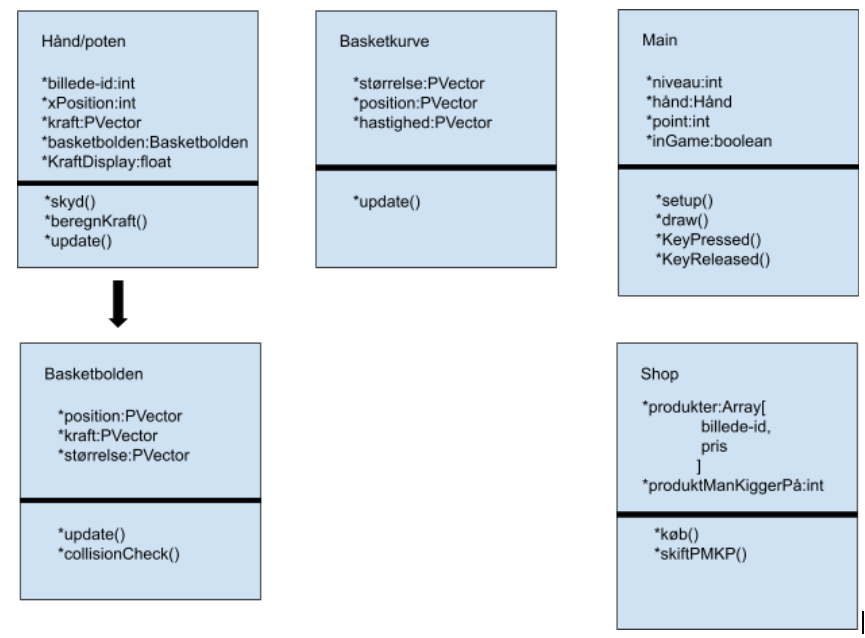 Hånd/poten
*billede-id:int
*xPosition:int
*kraft:PVector
*basketbolden:Basketbolden
*KraftDisplay:float
*skyd()
*beregnKraft()
*update()
Basketkurve
*størrelse:PVector
*position:PVector
*hastighed:PVector
*update()
Main
*niveau:int
*hånd:Hånd
*point:int
*inGame:boolean
*setup()
*draw()
*KeyPressed()
*KeyReleased()
Basketbolden
*position:PVector
*kraft:PVector
*størrelse:PVector
*update()
*collisionCheck()
Shop
*produkter:Array[
billede-id,
pris
]
*produktManKiggerPå:int
*køb()
*skiftPMKP()